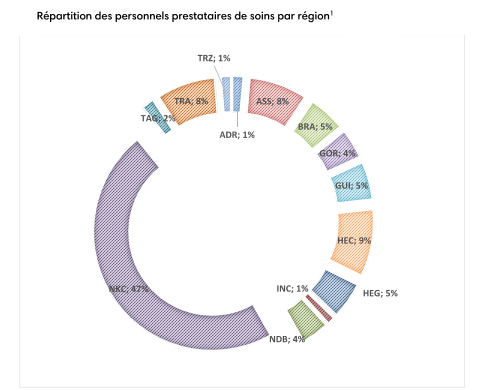 Répartition des personnels prestataires de soins par région¹
TRZ; 1%
TRA; 8%
ASS; 8%
TAG; 2%
ADR; 1%
BRA; 5%
GOR; 4%
GUI; 5%
HEC; 9%
NKC; 47%
INC; 1%
HEG; 5%
NDB; 4%